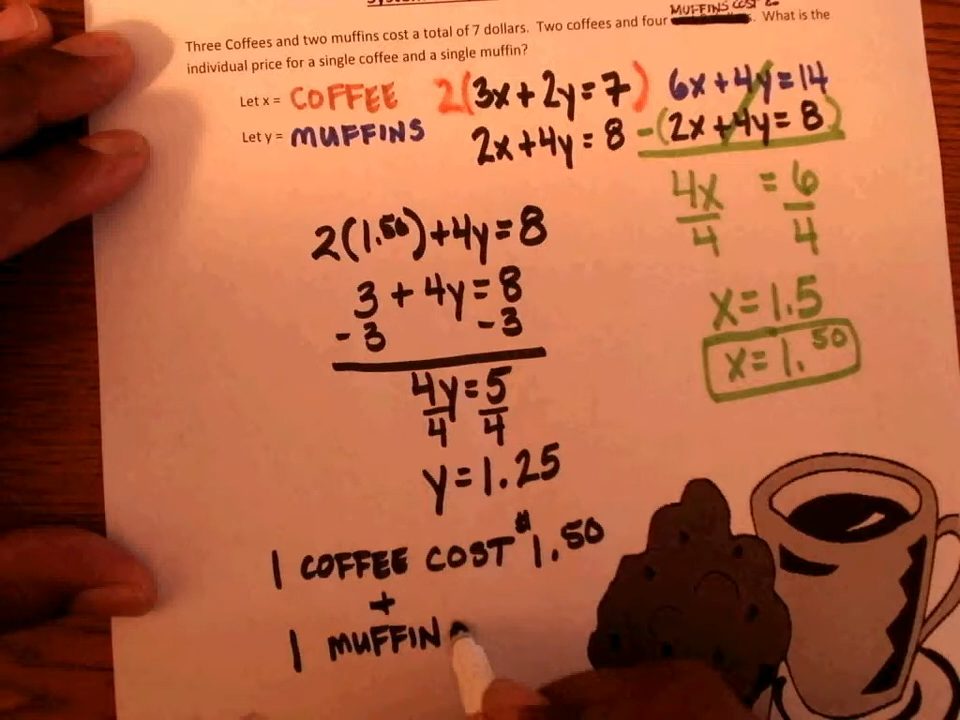 MUFFINS COST
Three Coffees and two muffins cost a total of 7 dollars. Two coffees and four . What is the
individual price for a single coffee and a single muffin?
Let x = COFFEE
Let y = MUFFINS
2(3x + 2y = 7)
2x + 4y = 8
6x + 4y = 14
-(2x + 4y = 8)
4x = 6
4 4
x = 1.5
x = 1.50
2(1.50) + 4y = 8
3 + 4y = 8
- 3 - 3
4y = 5
4 4
y = 1.25
1 COFFEE COST $1.50
+
1 MUFFIN